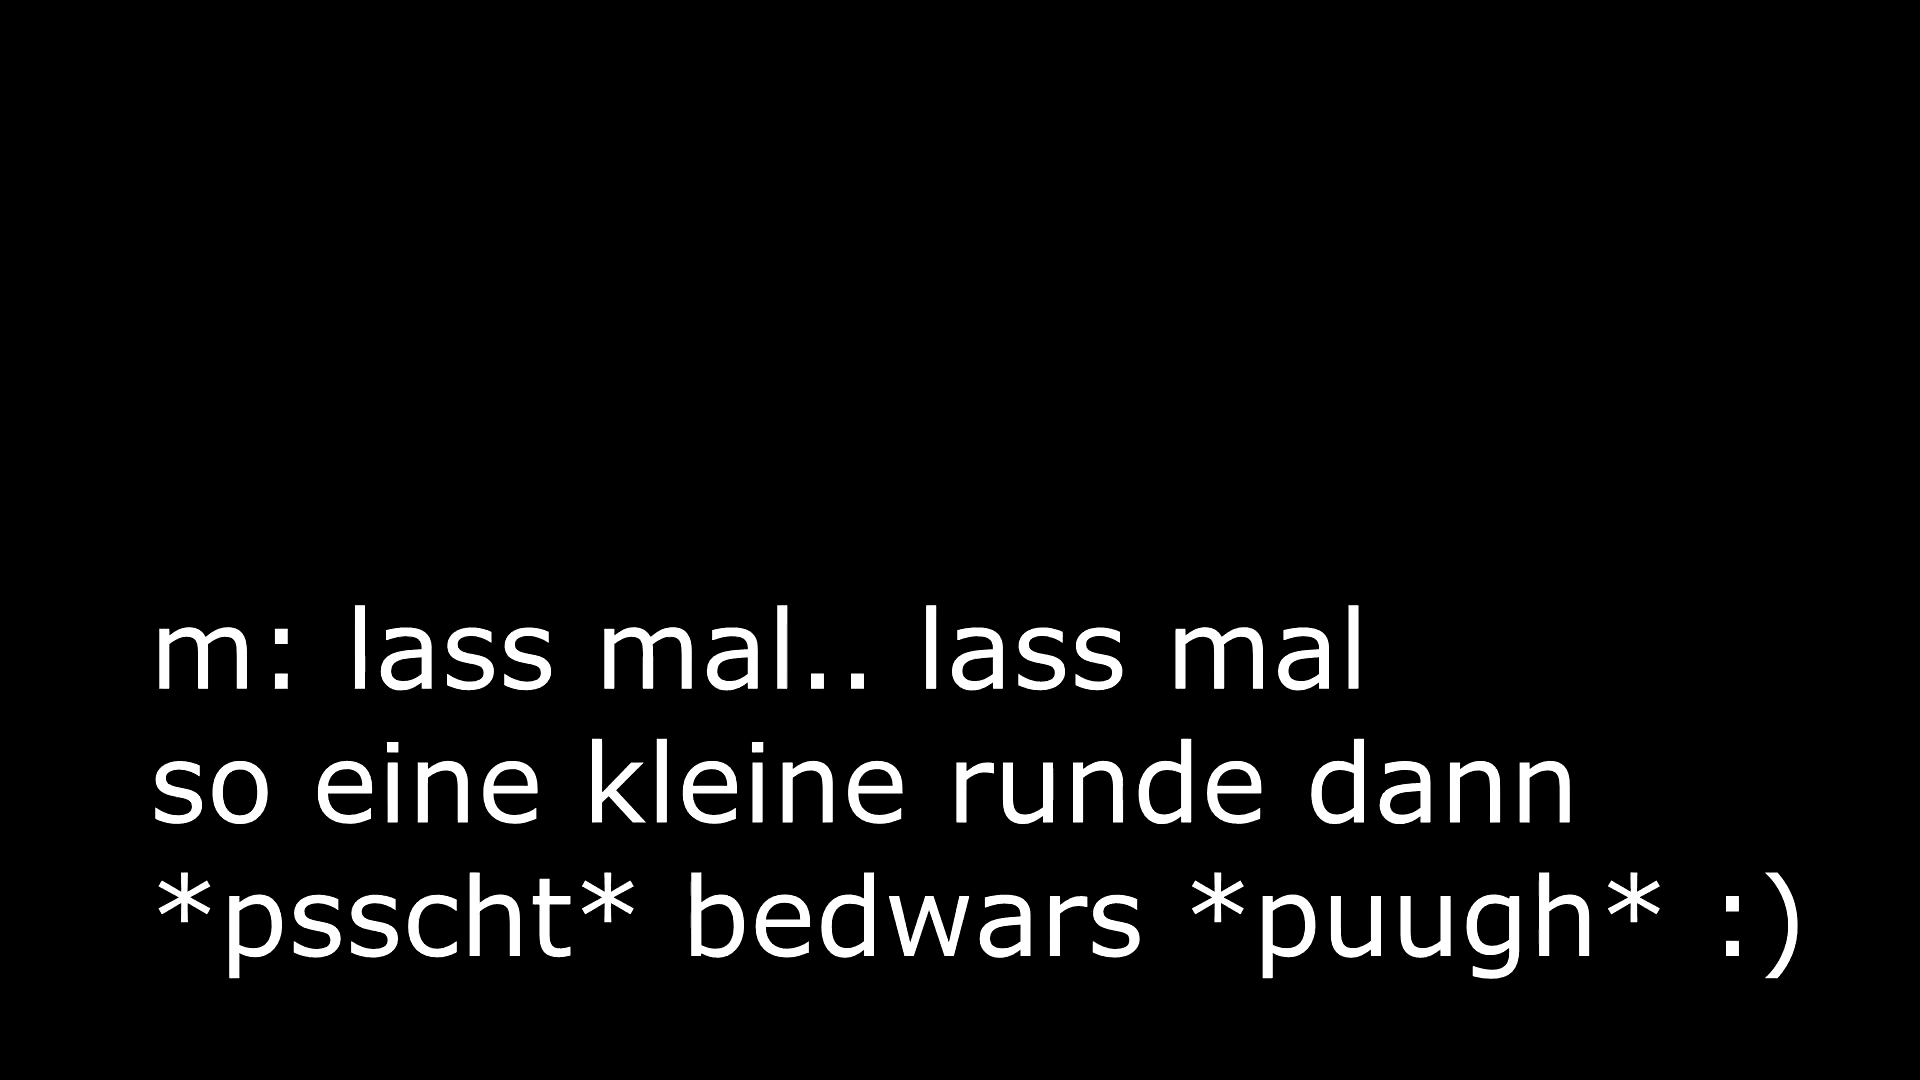 m: lass mal.. lass mal
so eine kleine runde dann
*psscht* bedwars *puugh* :)